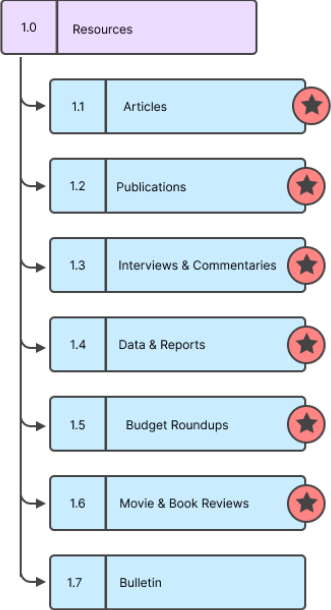 1.0 Resources
1.1 Articles
1.2 Publications
1.3 Interviews & Commentaries
1.4 Data & Reports
1.5 Budget Roundups
1.6 Movie & Book Reviews
1.7 Bulletin